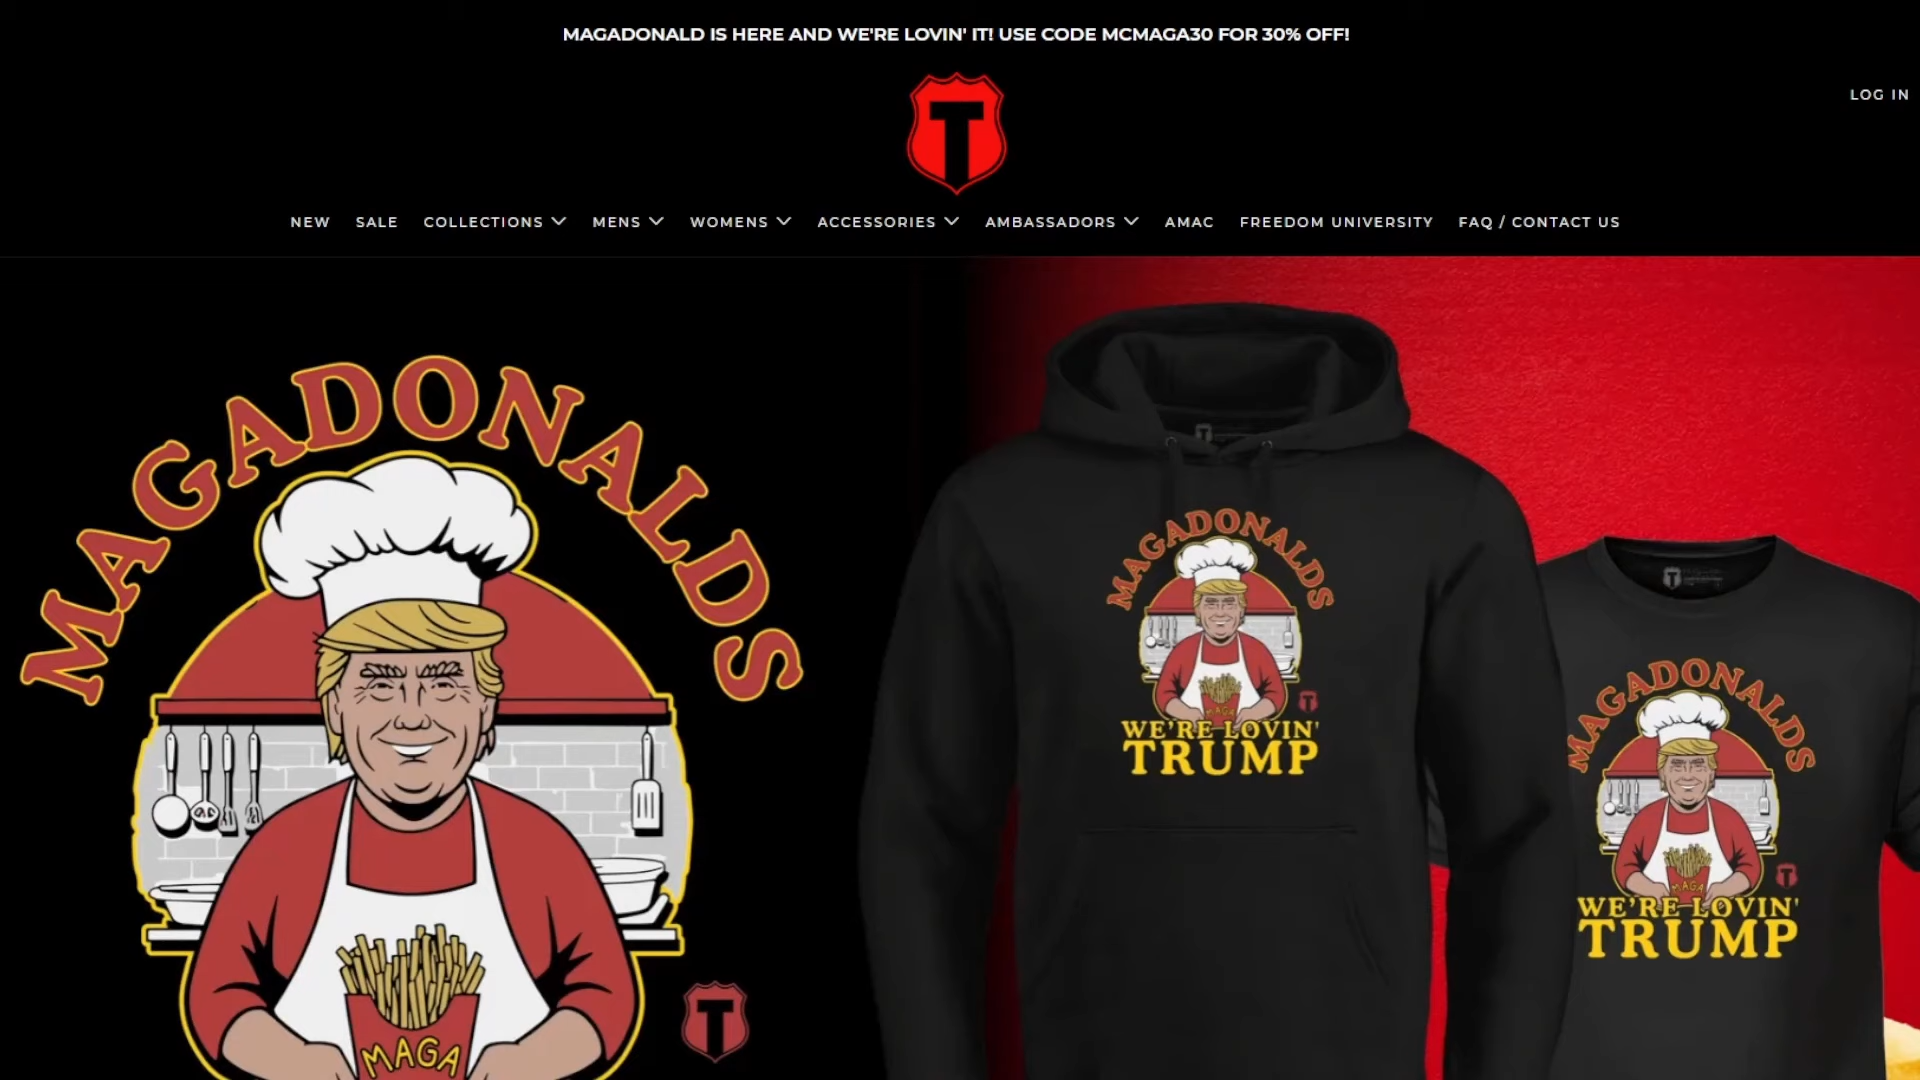 MAGADONALD IS HERE AND WE'RE LOVIN' IT! USE CODE MCMAGA30 FOR 30% OFF!
T
LOG IN
NEW SALE COLLECTIONS MENS WOMENS ACCESSORIES AMBASSADORS AMAC FREEDOM UNIVERSITY FAQ / CONTACT US
MAGADONALDS
MAGA
T
MAGADONALDS
MAGA
T
WE'RE LOVIN'
TRUMP
T
MAGADONALDS
MAGA
T
WE'RE LOVIN'
TRUMP